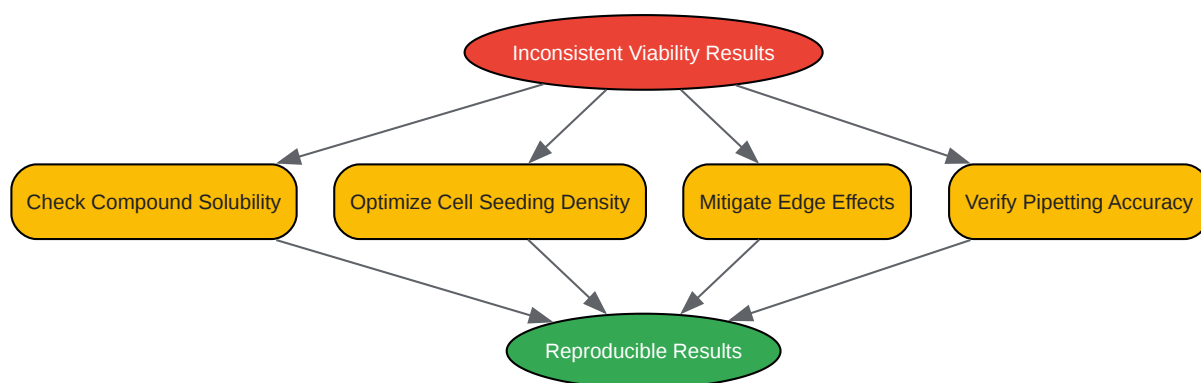 Inconsistent Viability Results
Check Compound Solubility
Optimize Cell Seeding Density
Mitigate Edge Effects
Verify Pipetting Accuracy
Reproducible Results